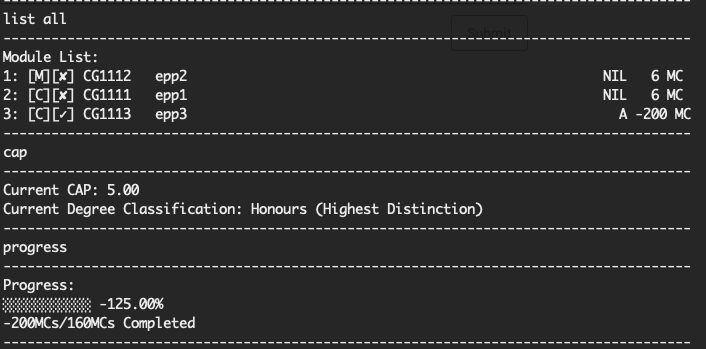 ----------------------------------------------------------------------
list all
Submit
----------------------------------------------------------------------
Module List:
1: [M][✘] CG1112   epp2                                                  NIL   6 MC
2: [C][✘] CG1111   epp1                                                  NIL   6 MC
3: [C][✓] CG1113   epp3                                                    A -200 MC
----------------------------------------------------------------------
cap
----------------------------------------------------------------------
Current CAP: 5.00
Current Degree Classification: Honours (Highest Distinction)
----------------------------------------------------------------------
progress
----------------------------------------------------------------------
Progress:
░░░░░░░░░░ -125.00%
-200MCs/160MCs Completed
----------------------------------------------------------------------